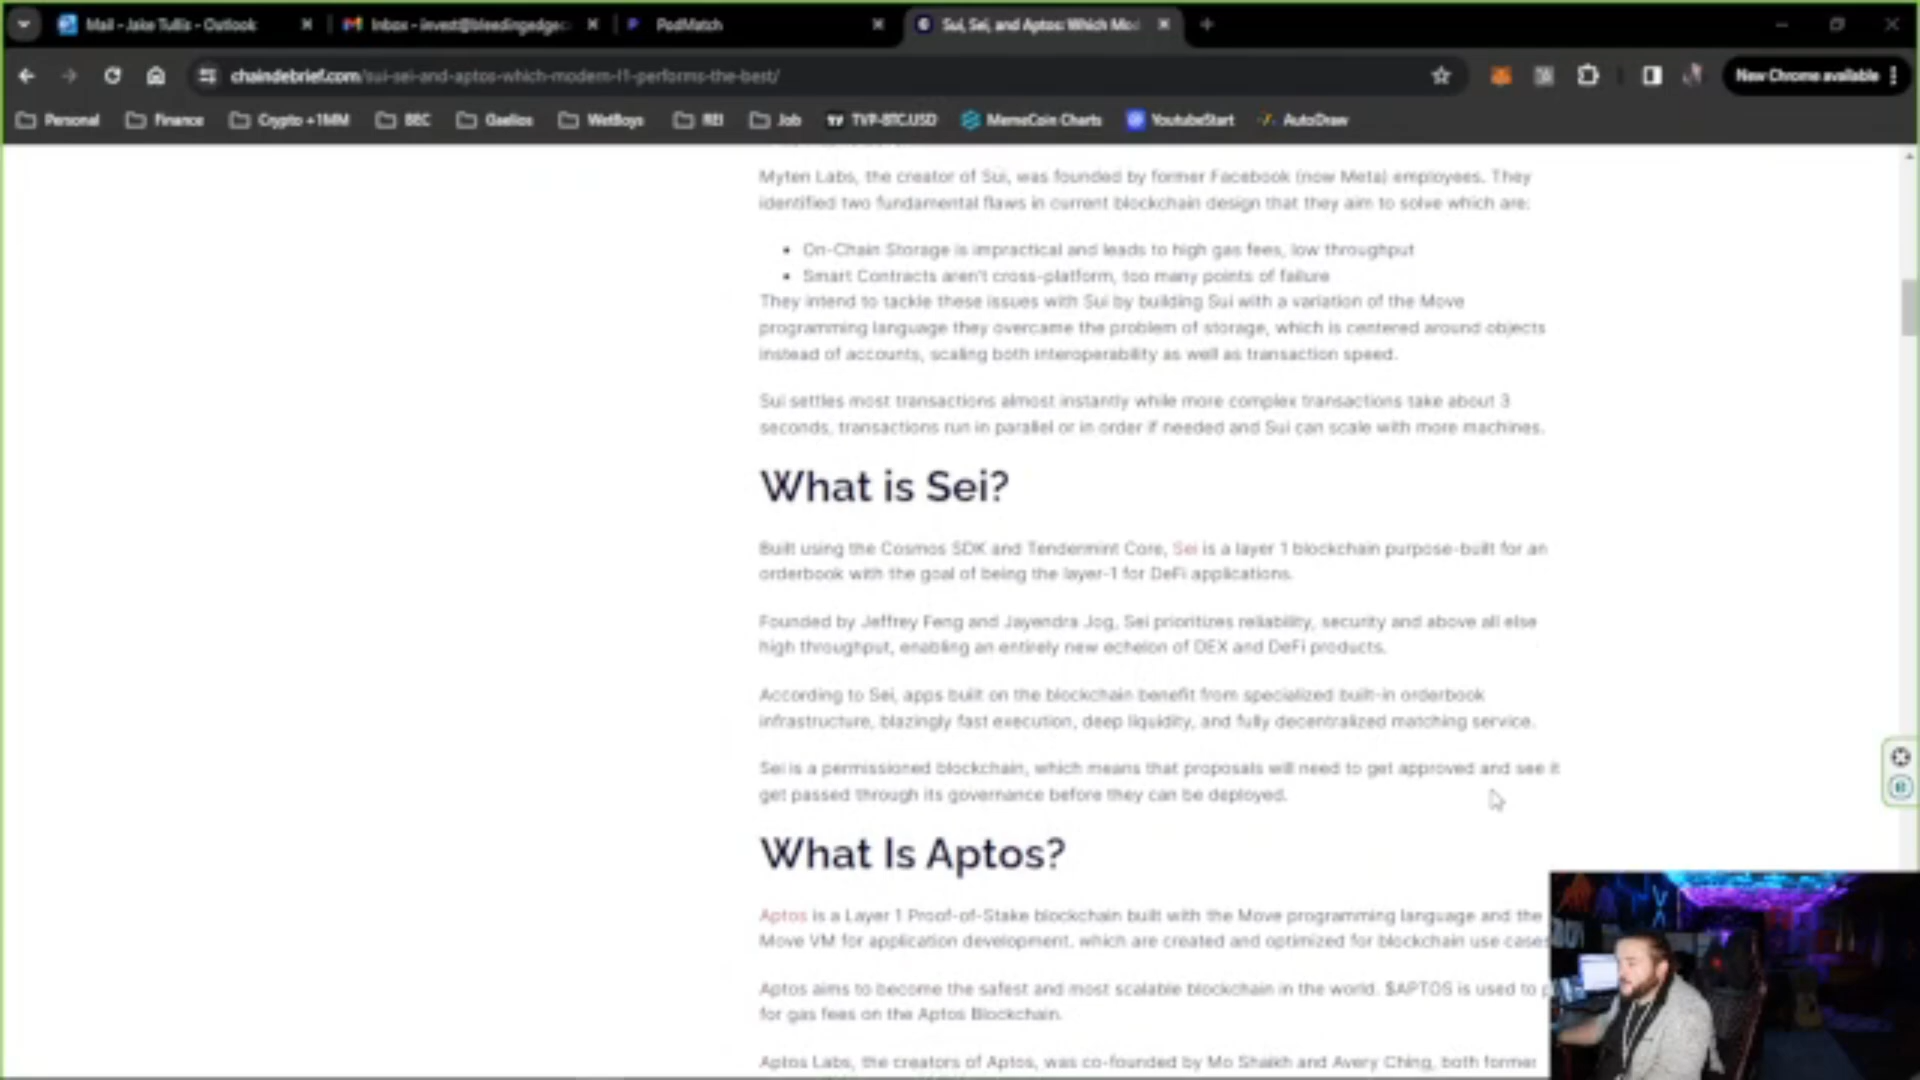 Mail - Jake Tullis - Outlook
Inbox - invest@bleedingedgec
PodMatch
Sui, Sei, and Aptos: Which Mo
chaindebrief.com/sui-sei-and-aptos-which-modern-l1-performs-the-best/
New Chrome available
Personal
Finance
Crypto +1MM
BEC
Gaelios
WetBoys
REI
Job
TVP-BTC.USD
MemeCoin Charts
YoutubeStart
AutoDraw
Myten Labs, the creator of Sui, was founded by former Facebook (now Meta) employees. They
identified two fundamental flaws in current blockchain design that they aim to solve which are:
• On-Chain Storage is impractical and leads to high gas fees, low throughput
• Smart Contracts aren't cross-platform, too many points of failure
They intend to tackle these issues with Sui by building Sui with a variation of the Move
programming language they overcame the problem of storage, which is centered around objects
instead of accounts, scaling both interoperability as well as transaction speed.
Sui settles most transactions almost instantly while more complex transactions take about 3
seconds, transactions run in parallel or in order if needed and Sui can scale with more machines.
What is Sei?
Built using the Cosmos SDK and Tendermint Core, Sei is a layer 1 blockchain purpose-built for an
orderbook with the goal of being the layer-1 for DeFi applications.
Founded by Jeffrey Feng and Jayendra Jog, Sei prioritizes reliability, security and above all else
high throughput, enabling an entirely new echelon of DEX and DeFi products.
According to Sei, apps built on the blockchain benefit from specialized built-in orderbook
infrastructure, blazingly fast execution, deep liquidity, and fully decentralized matching service.
Sei is a permissioned blockchain, which means that proposals will need to get approved and see it
get passed through its governance before they can be deployed.
What Is Aptos?
Aptos is a Layer 1 Proof-of-Stake blockchain built with the Move programming language and the
Move VM for application development, which are created and optimized for blockchain use cases
Aptos aims to become the safest and most scalable blockchain in the world. $APTOS is used to p
for gas fees on the Aptos Blockchain.
Aptos Labs, the creators of Aptos, was co-founded by Mo Shaikh and Avery Ching, both former